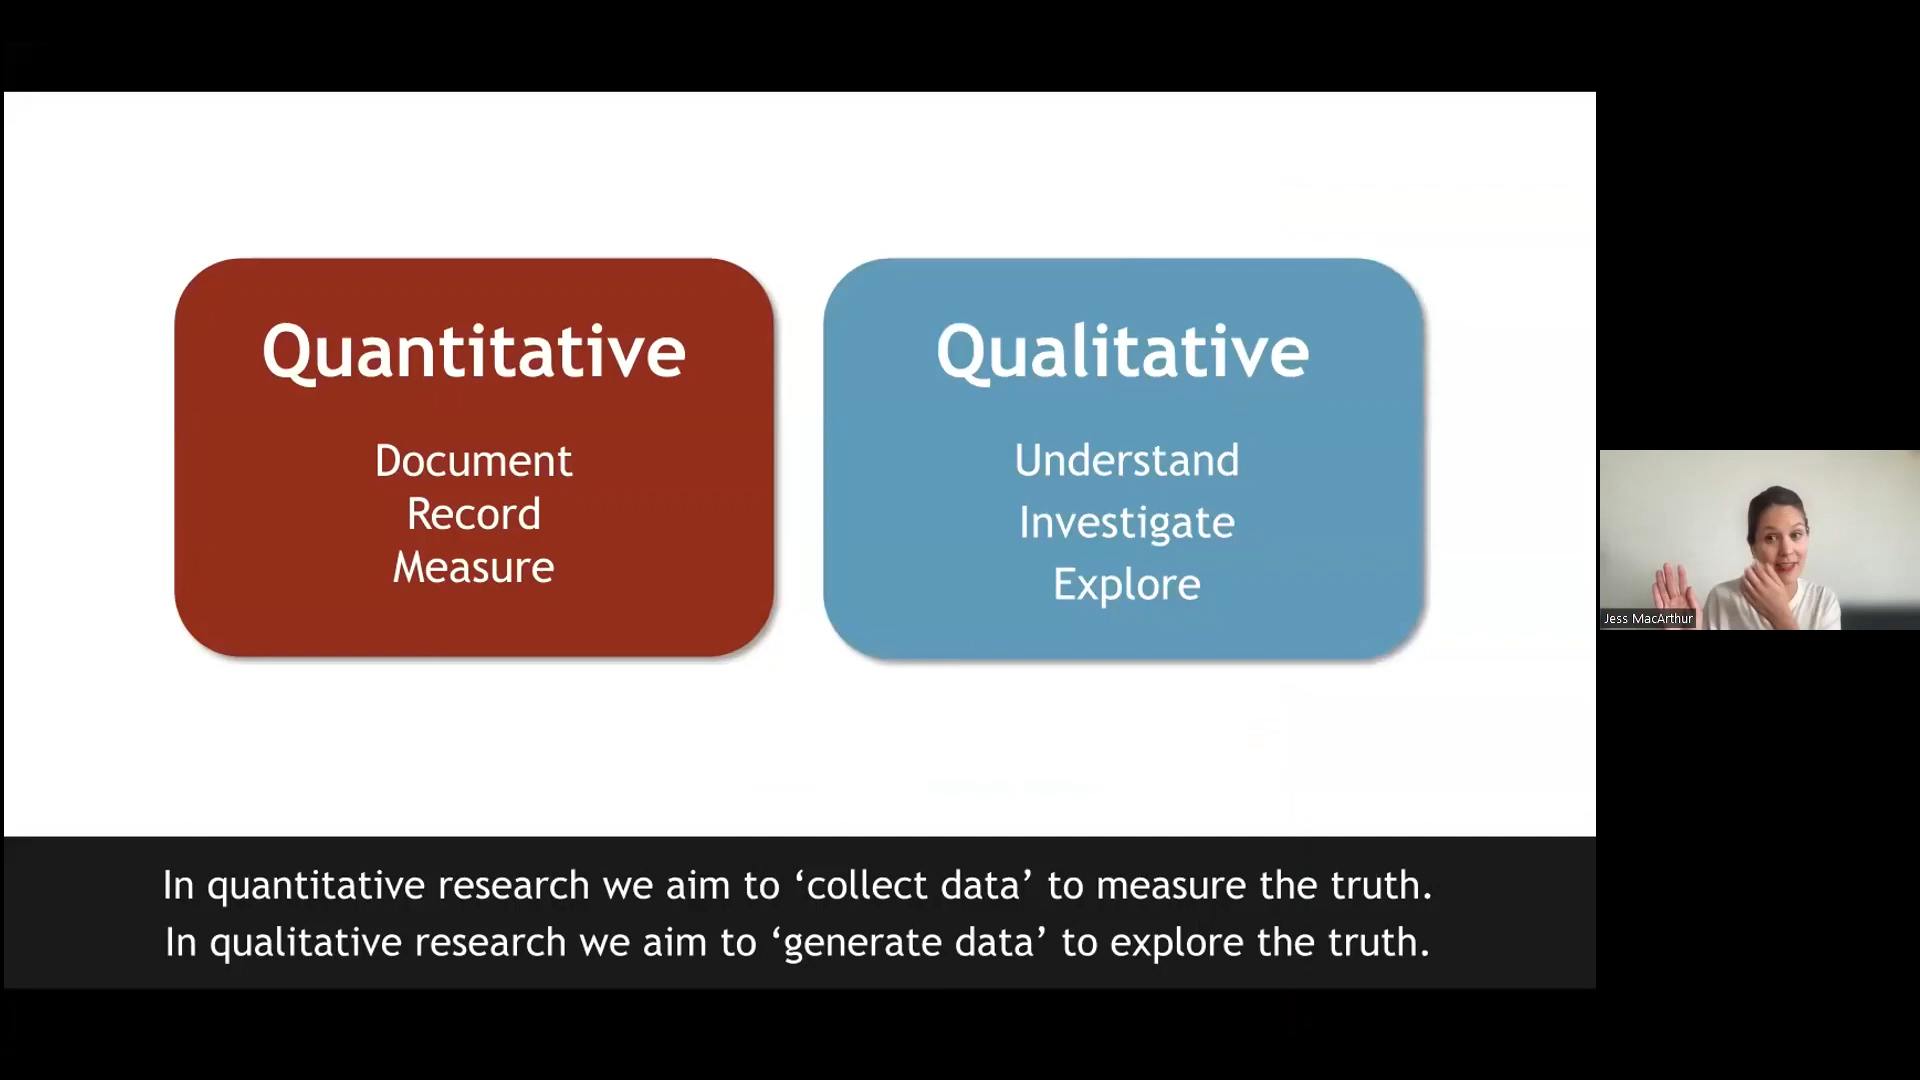 Quantitative
Document
Record
Measure
Qualitative
Understand
Investigate
Explore
Jess MacArthur
In quantitative research we aim to ‘collect data’ to measure the truth.
In qualitative research we aim to ‘generate data’ to explore the truth.